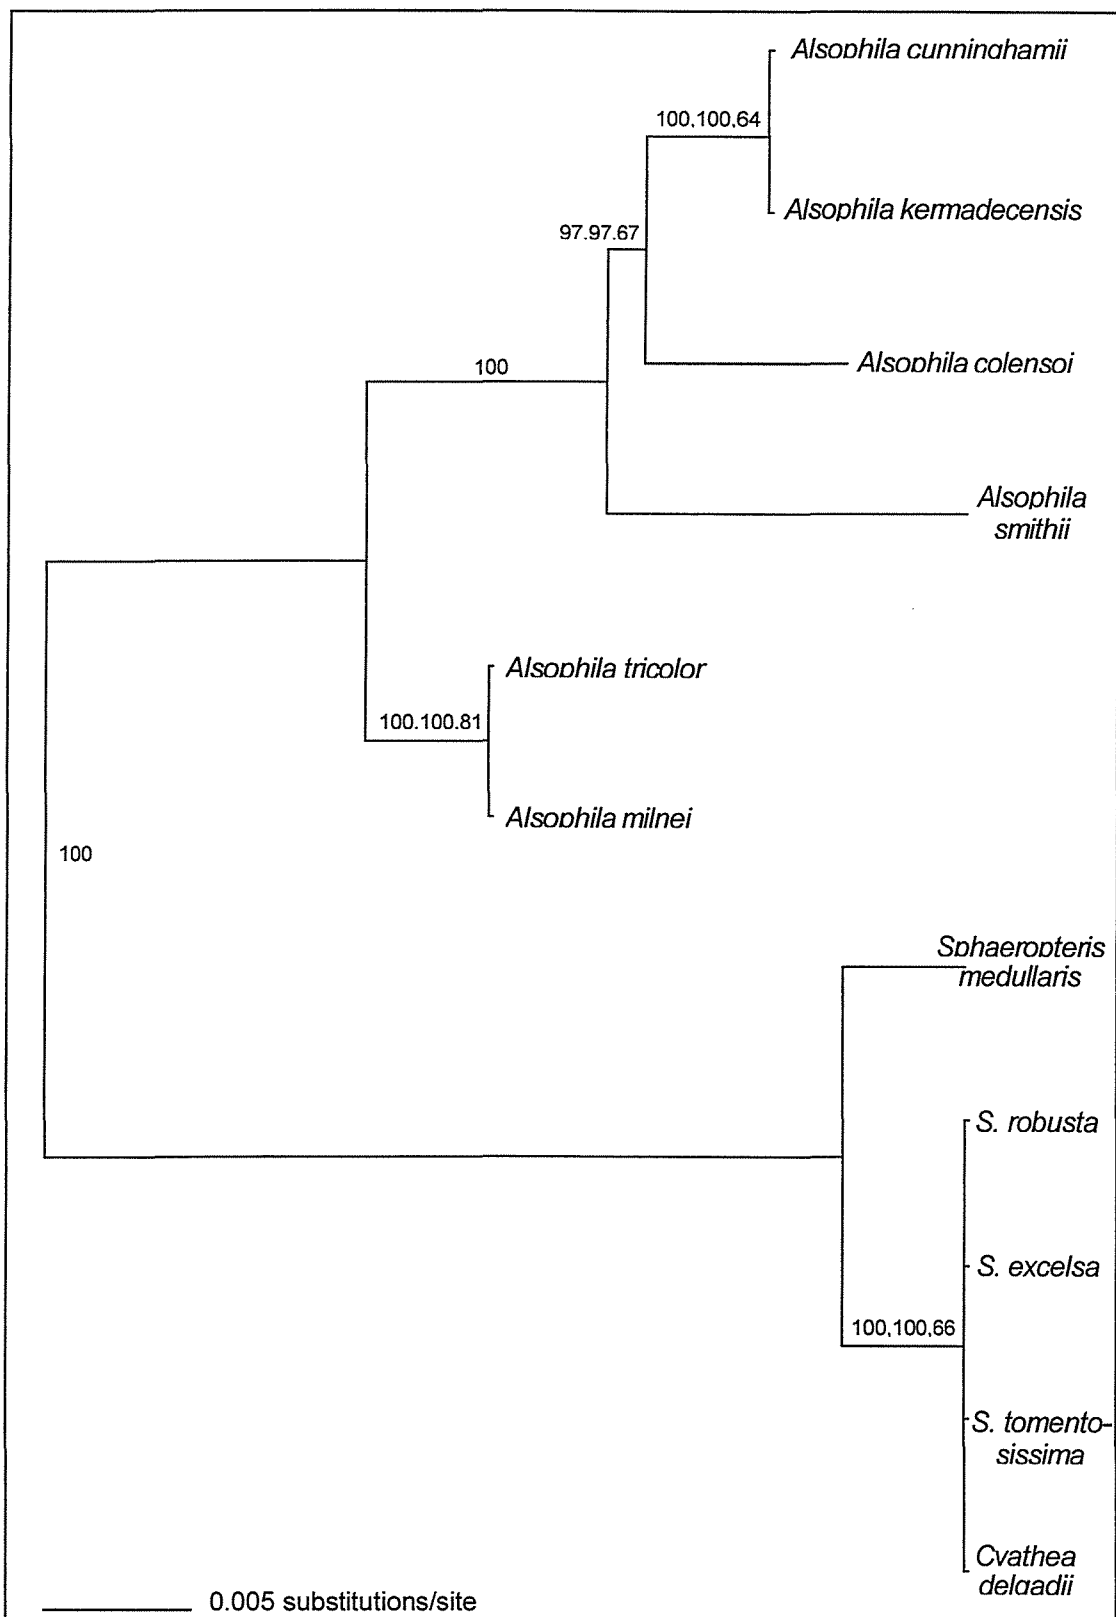 Alsophila cunninghamii
100,100,64
Alsophila kermadecensis
97.97.67
Alsophila colensoi
100
Alsophila
smithii
Alsophila tricolor
100.100.81
Alsophila milnei
100
Sphaeropteris
medullaris
S. robusta
S. excelsa
100,100,66
S. tomento-
sissima
Cyathea
delgadii
0.005 substitutions/site